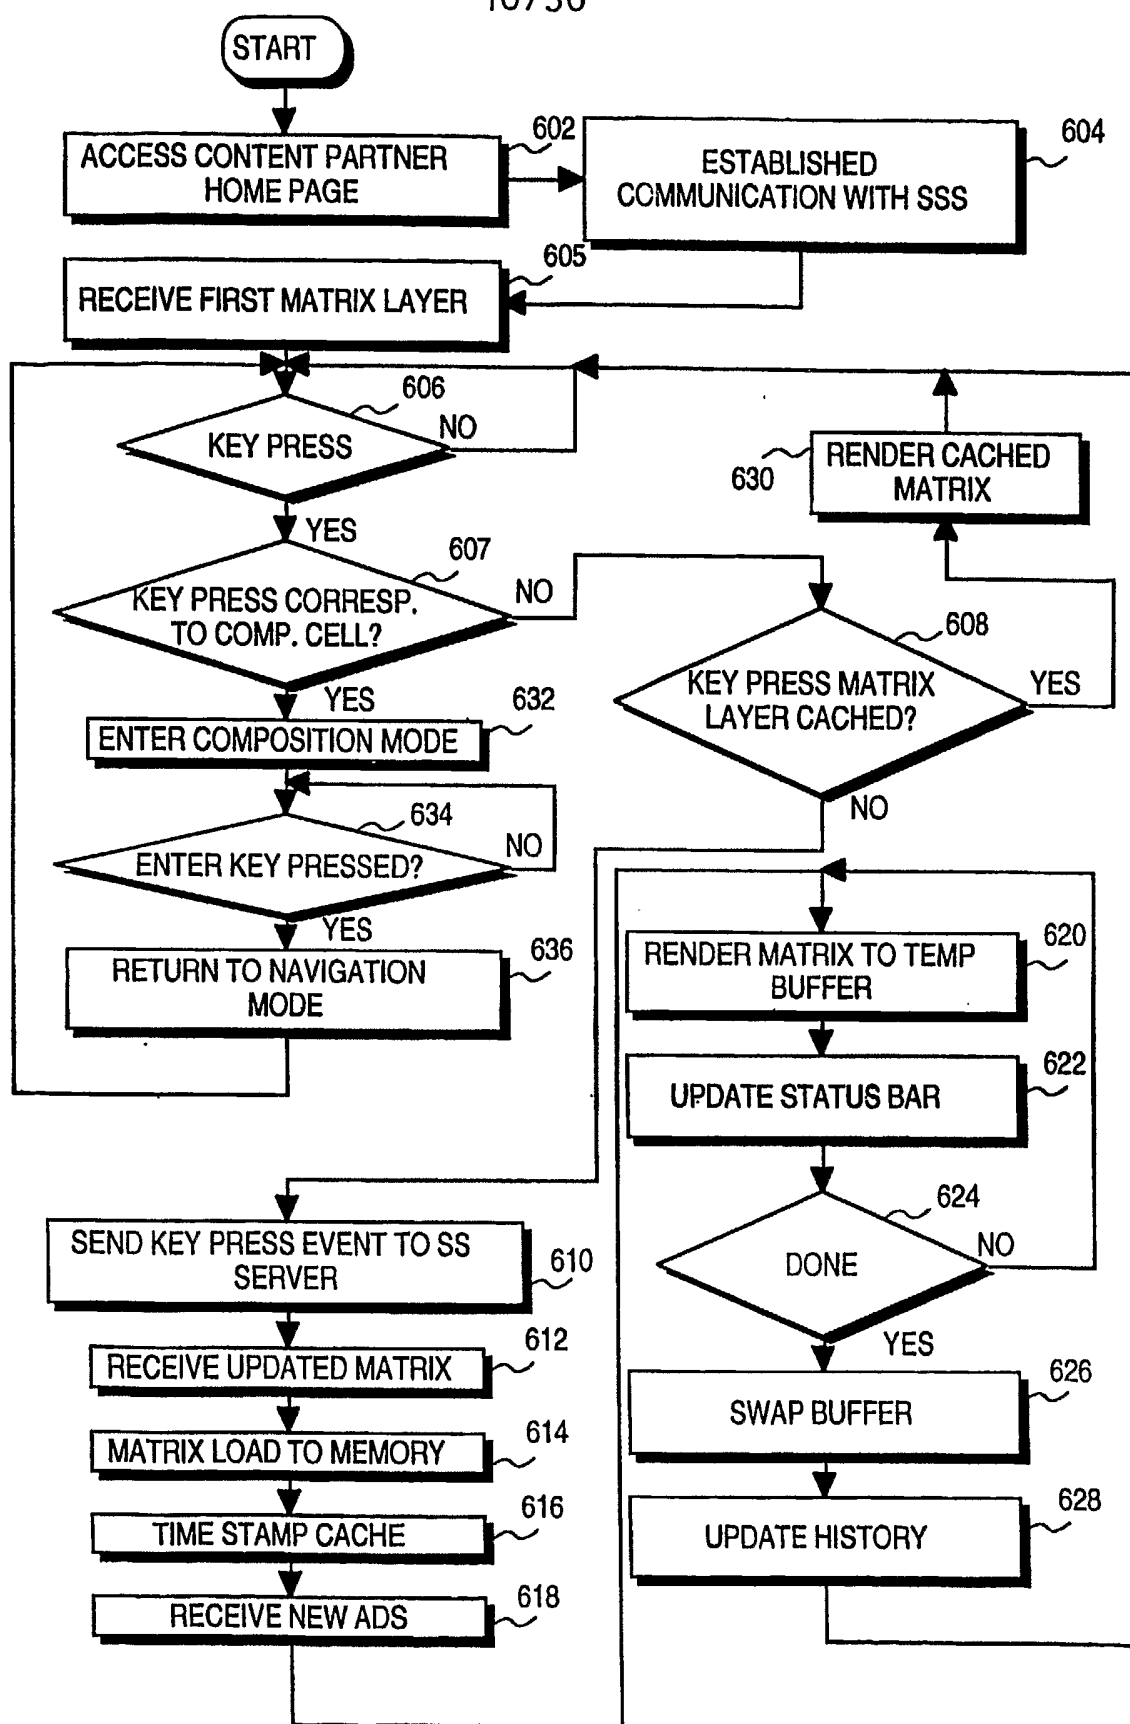 START
602
ACCESS CONTENT PARTNER
HOME PAGE
604
ESTABLISHED
COMMUNICATION WITH SSS
605
RECEIVE FIRST MATRIX LAYER
606
KEY PRESS
NO
YES
630
RENDER CACHED
MATRIX
607
KEY PRESS CORRESP.
TO COMP. CELL?
NO
YES
608
KEY PRESS MATRIX
LAYER CACHED?
YES
NO
632
ENTER COMPOSITION MODE
634
ENTER KEY PRESSED?
NO
YES
636
RETURN TO NAVIGATION
MODE
620
RENDER MATRIX TO TEMP
BUFFER
622
UPDATE STATUS BAR
624
DONE
NO
YES
610
SEND KEY PRESS EVENT TO SS
SERVER
612
RECEIVE UPDATED MATRIX
614
MATRIX LOAD TO MEMORY
616
TIME STAMP CACHE
618
RECEIVE NEW ADS
626
SWAP BUFFER
628
UPDATE HISTORY